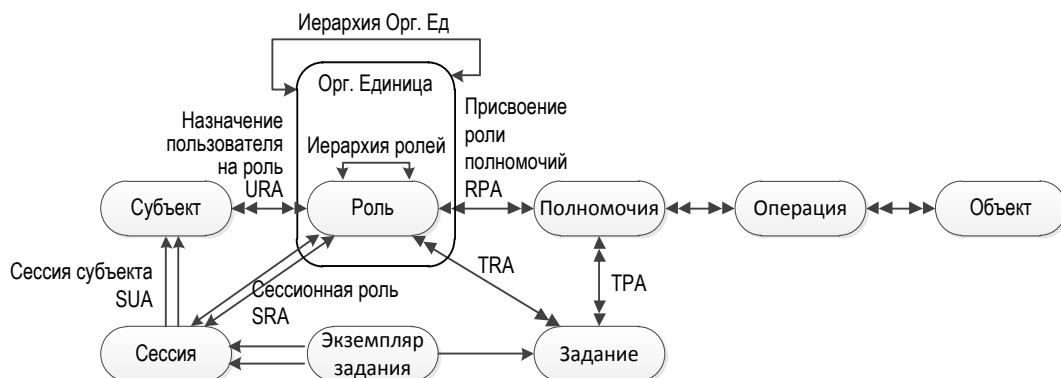 Иерархия Орг. Ед
Орг. Единица
Назначение
пользователя
на роль
URA
Присвоение
роли
полномочий
RPA
Иерархия ролей
Субъект
Роль
Полномочия
Операция
Объект
Сессия субъекта
SUA
Сессионная роль
SRA
TRA
TPA
Сессия
Экземпляр
задания
Задание